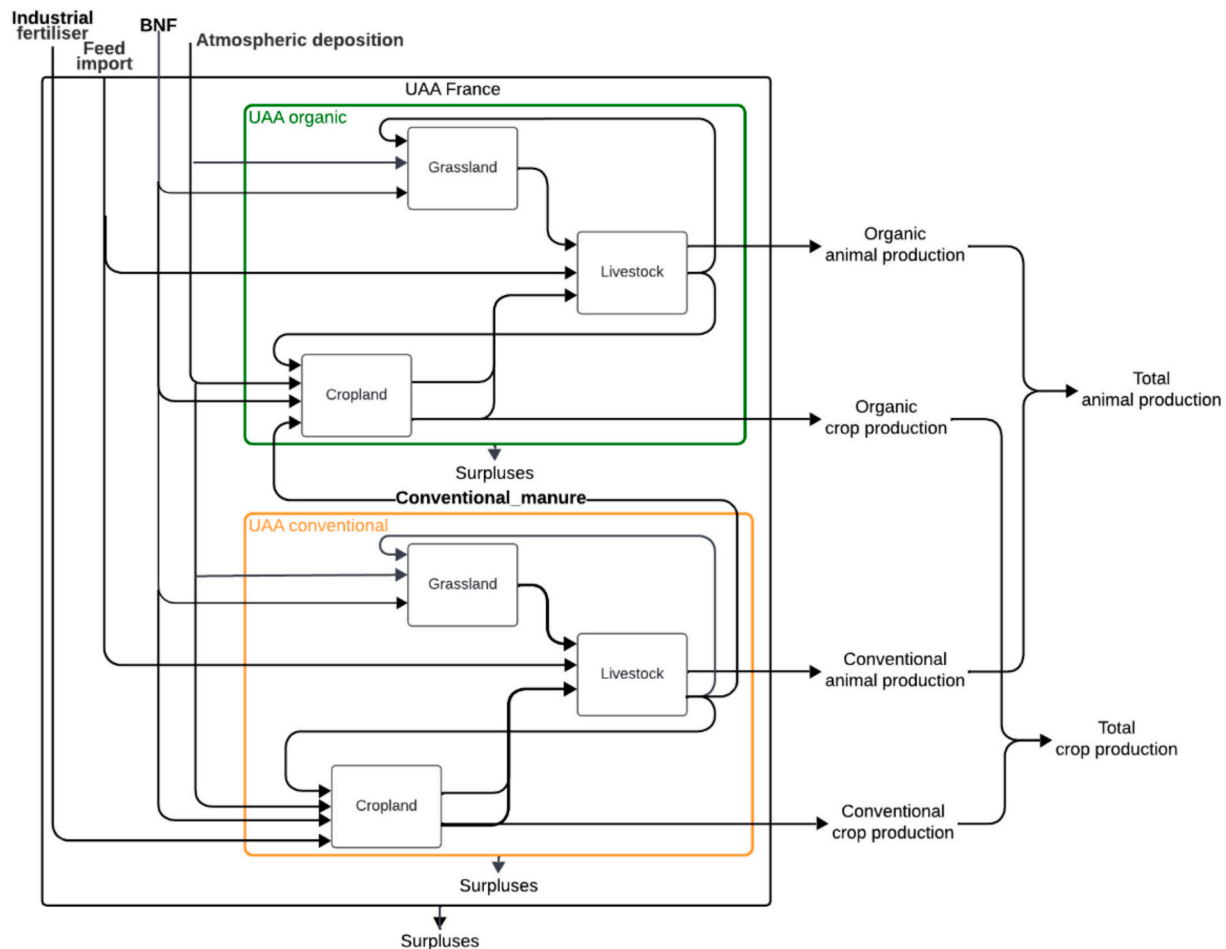 Industrial
fertiliser
Feed
import
BNF
Atmospheric deposition
UAA France
UAA organic
Grassland
Livestock
Cropland
Organic
animal production
Organic
crop production
Total
animal production
Surpluses
Conventional_manure
UAA conventional
Grassland
Livestock
Cropland
Conventional
animal production
Total
crop production
Conventional
crop production
Surpluses
Surpluses